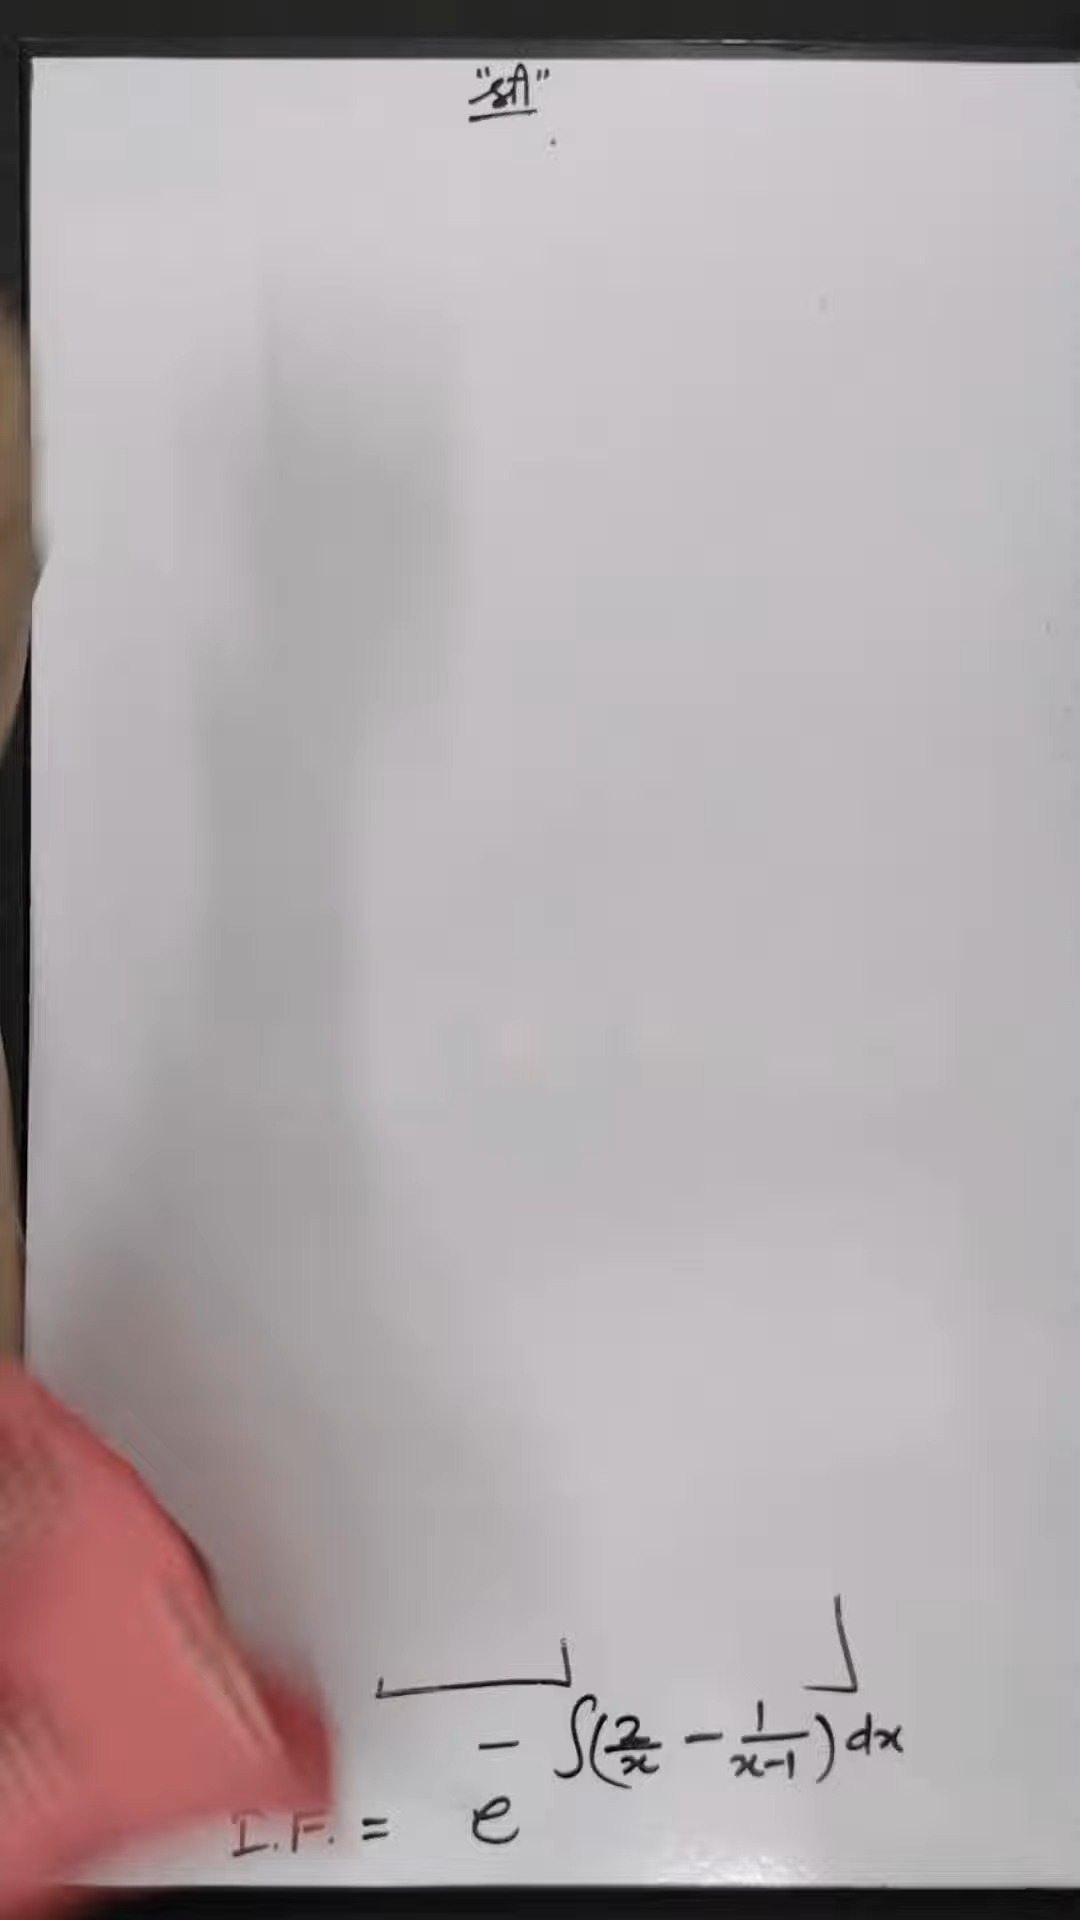 "श्री"
- ∫(2/x - 1/(x-1)) dx
I.F. = e